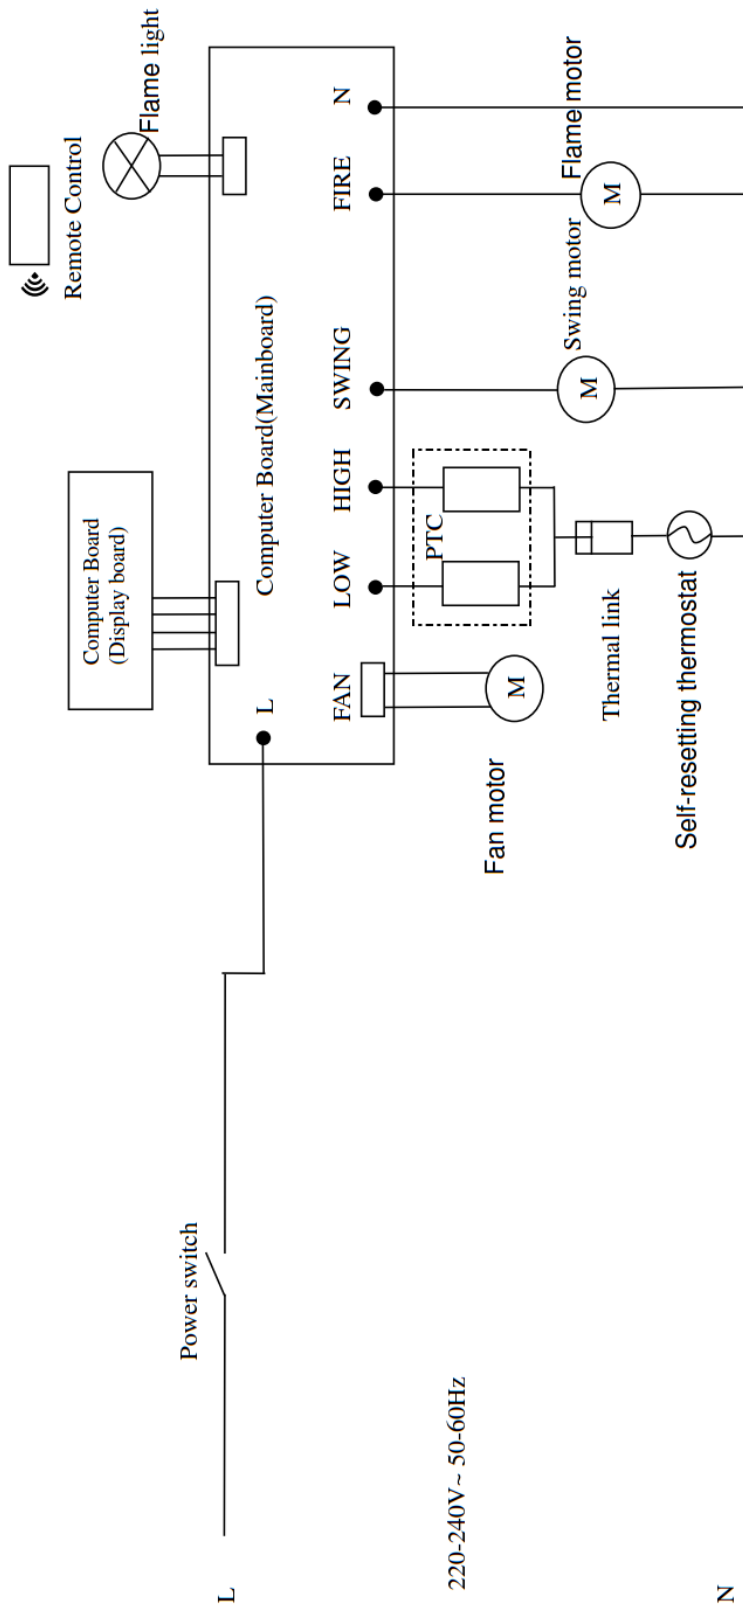 Remote Control
Flame light
Computer Board
(Display board)
Computer Board(Mainboard)
L
FAN
LOW
HIGH
SWING
FIRE
N
PTC
M
M
M
Fan motor
Swing motor
Flame motor
Thermal link
Self-resetting thermostat
Power switch
L
220-240V~ 50-60Hz
N